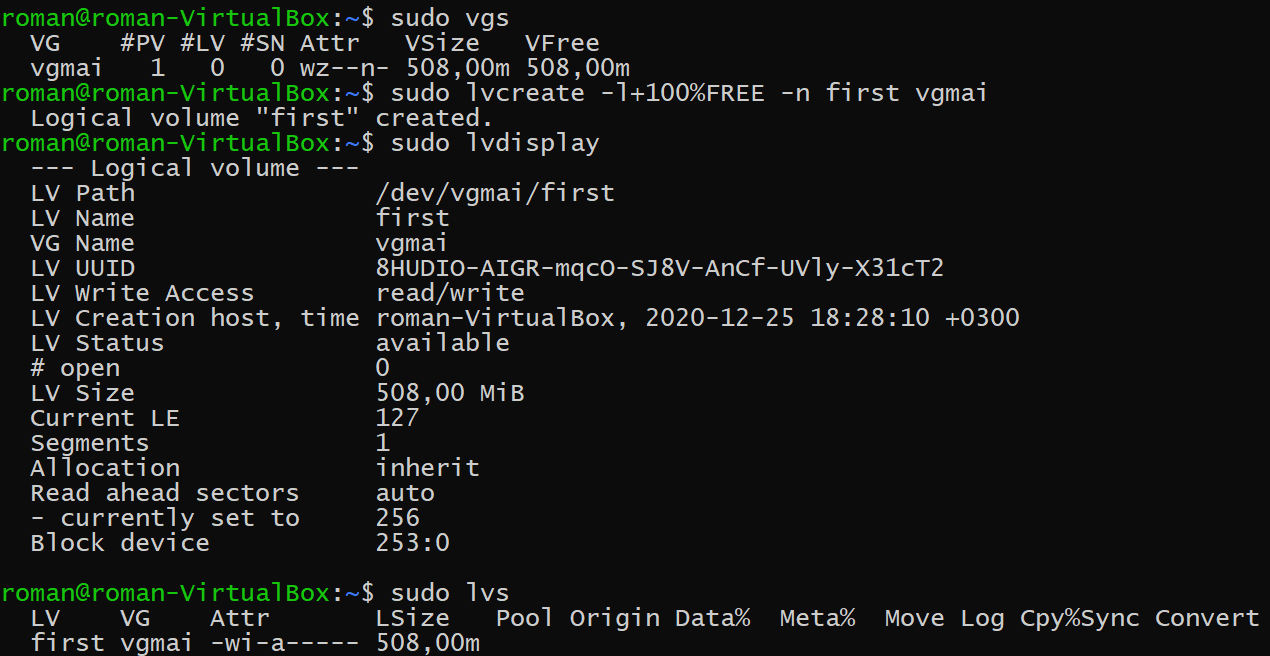 roman@roman-VirtualBox:~$ sudo vgs
  VG     #PV #LV #SN Attr   VSize   VFree
  vgmai   1   0   0 wz--n- 508,00m 508,00m
roman@roman-VirtualBox:~$ sudo lvcreate -l+100%FREE -n first vgmai
  Logical volume "first" created.
roman@roman-VirtualBox:~$ sudo lvdisplay
  --- Logical volume ---
  LV Path                /dev/vgmai/first
  LV Name                first
  VG Name                vgmai
  LV UUID                8HUDIO-AIGR-mqcO-SJ8V-AnCf-UVly-X31cT2
  LV Write Access        read/write
  LV Creation host, time roman-VirtualBox, 2020-12-25 18:28:10 +0300
  LV Status              available
  # open                 0
  LV Size                508,00 MiB
  Current LE             127
  Segments               1
  Allocation             inherit
  Read ahead sectors     auto
  - currently set to     256
  Block device           253:0
roman@roman-VirtualBox:~$ sudo lvs
  LV    VG    Attr       LSize   Pool Origin Data%  Meta%  Move Log Cpy%Sync Convert
  first vgmai -wi-a----- 508,00m